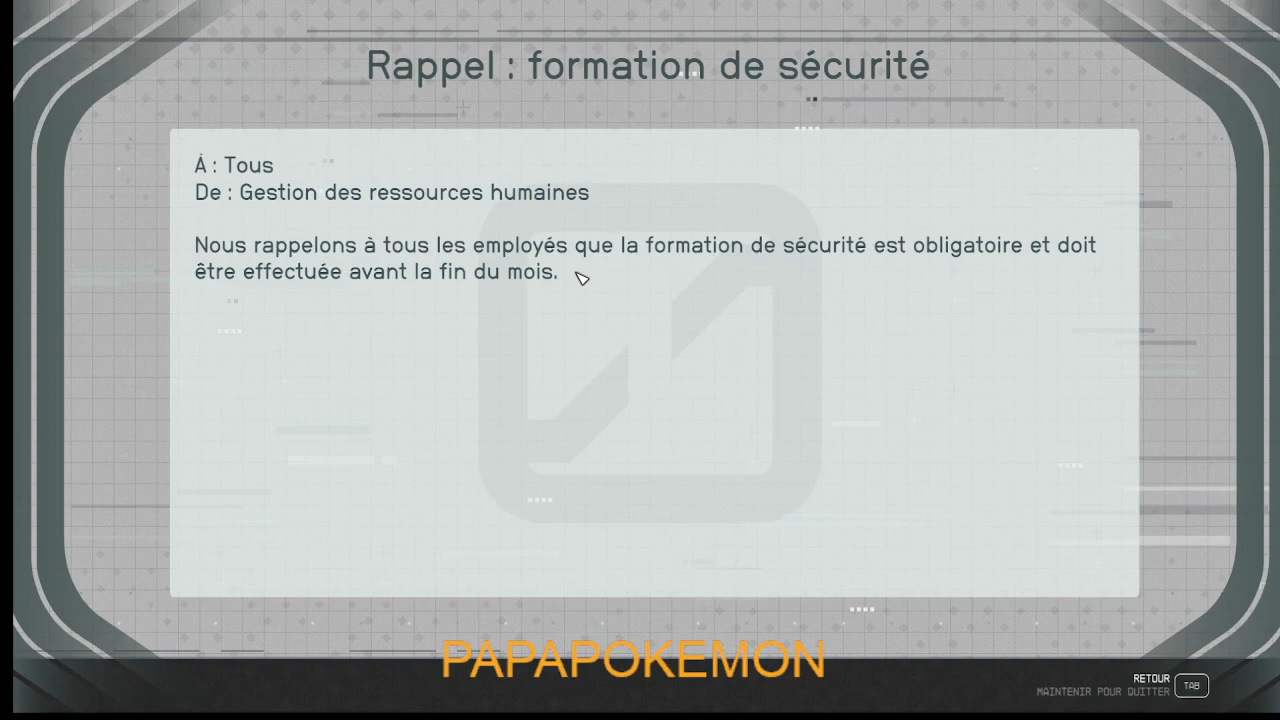 Rappel : formation de sécurité
À : Tous
De : Gestion des ressources humaines
Nous rappelons à tous les employés que la formation de sécurité est obligatoire et doit
être effectuée avant la fin du mois.
PAPAPOKEMON
RETOUR
MAINTENIR POUR QUITTER
TAB